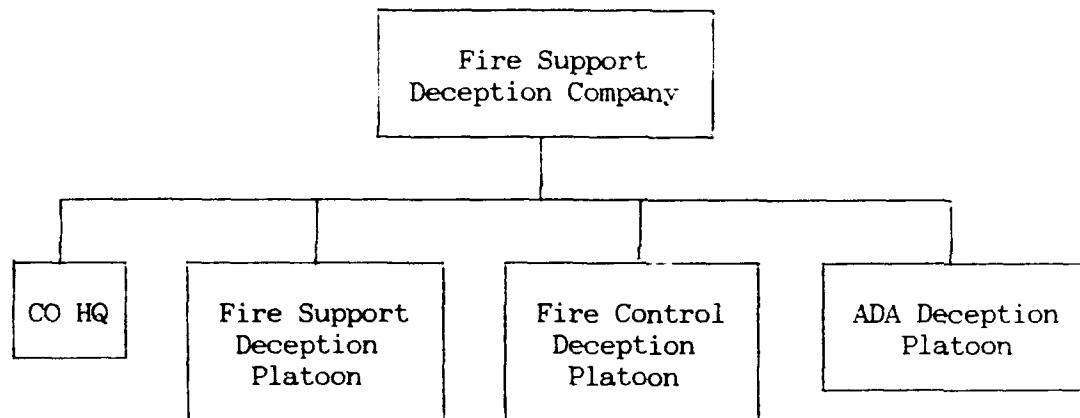 Fire Support
Deception Company
CO HQ
Fire Support
Deception
Platoon
Fire Control
Deception
Platoon
ADA Deception
Platoon